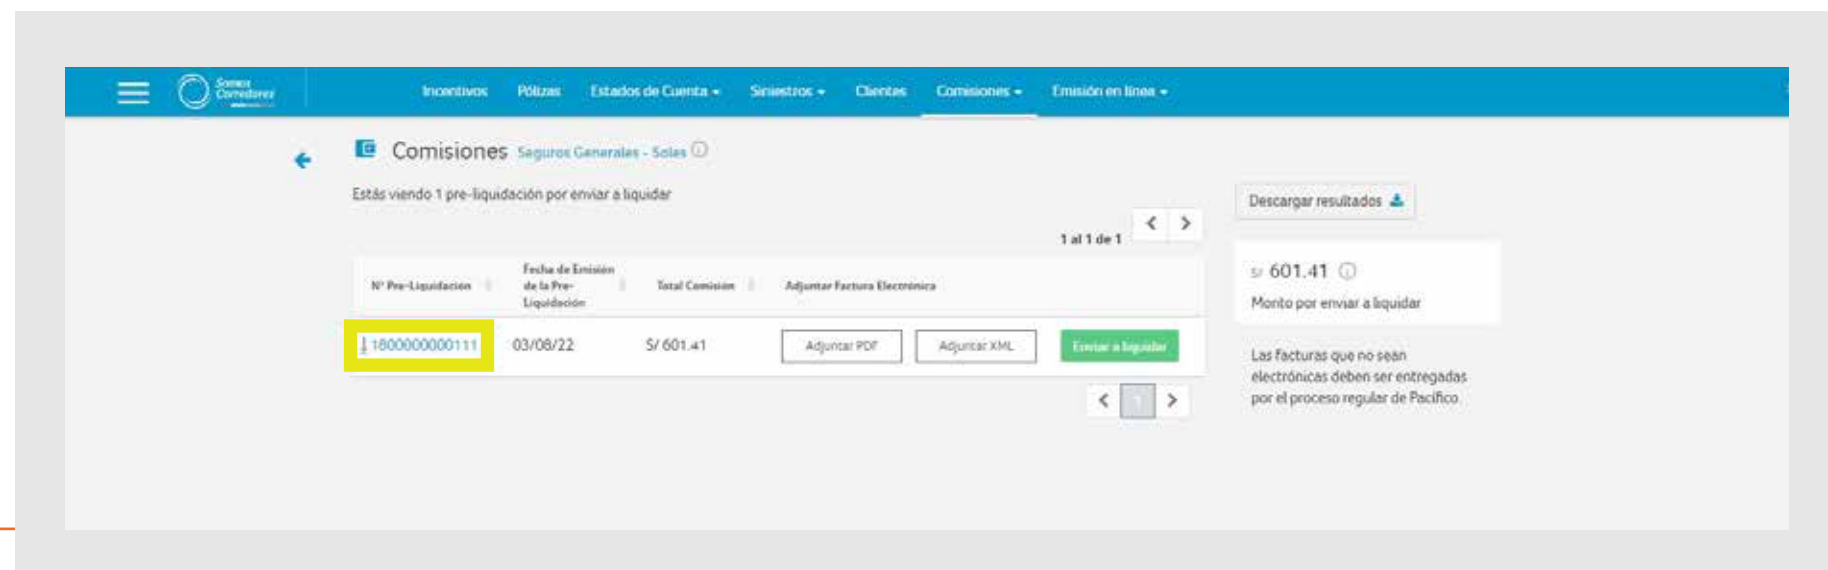 Somos
Corredores
Incentivos Pólizas Estados de Cuenta Siniestros Clientes Comisiones Emisión en línea
Comisiones Seguros Generales - Soles
Estás viendo 1 pre-liquidación por enviar a liquidar
Descargar resultados
1 al 1 de 1
Nº Pre-Liquidación
Fecha de Emisión
de la Pre-
Liquidación
Total Comisión
Adjuntar Factura Electrónica
S/ 601.41
Monto por enviar a liquidar
1800000000111 03/08/22 S/ 601.41 Adjuntar PDF Adjuntar XML Enviar a liquidar
Las facturas que no sean
electrónicas deben ser entregadas
por el proceso regular de Pacífico.
1